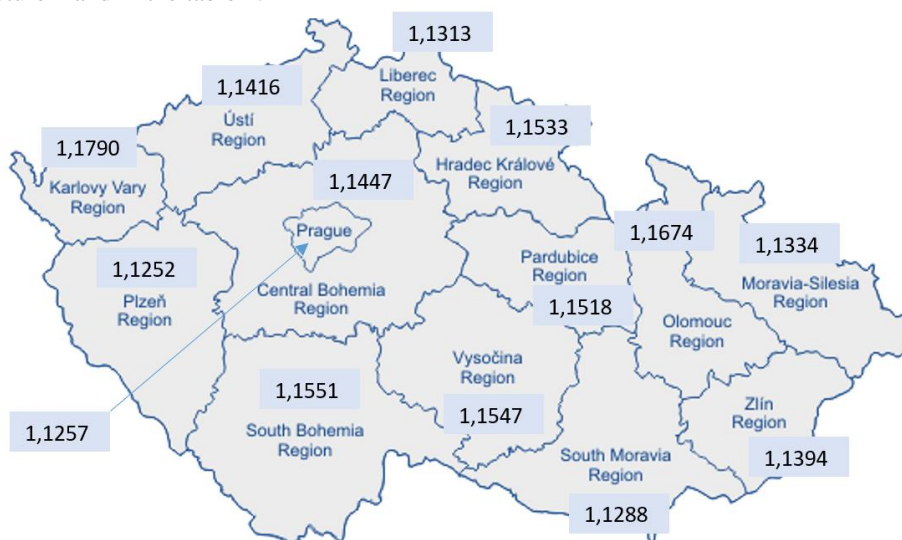 1,1313
Liberec
Region
1,1416
Ústí
Region
1,1533
Hradec Králové
Region
1,1790
Karlovy Vary
Region
1,1447
Prague
Central Bohemia
Region
1,1674
Olomouc
Region
1,1334
Moravia-Silesia
Region
1,1252
Plzeň
Region
Pardubice
Region
1,1518
Vysočina
Region
1,1547
1,1551
South Bohemia
Region
1,1257
Zlín
Region
1,1394
South Moravia
Region
1,1288